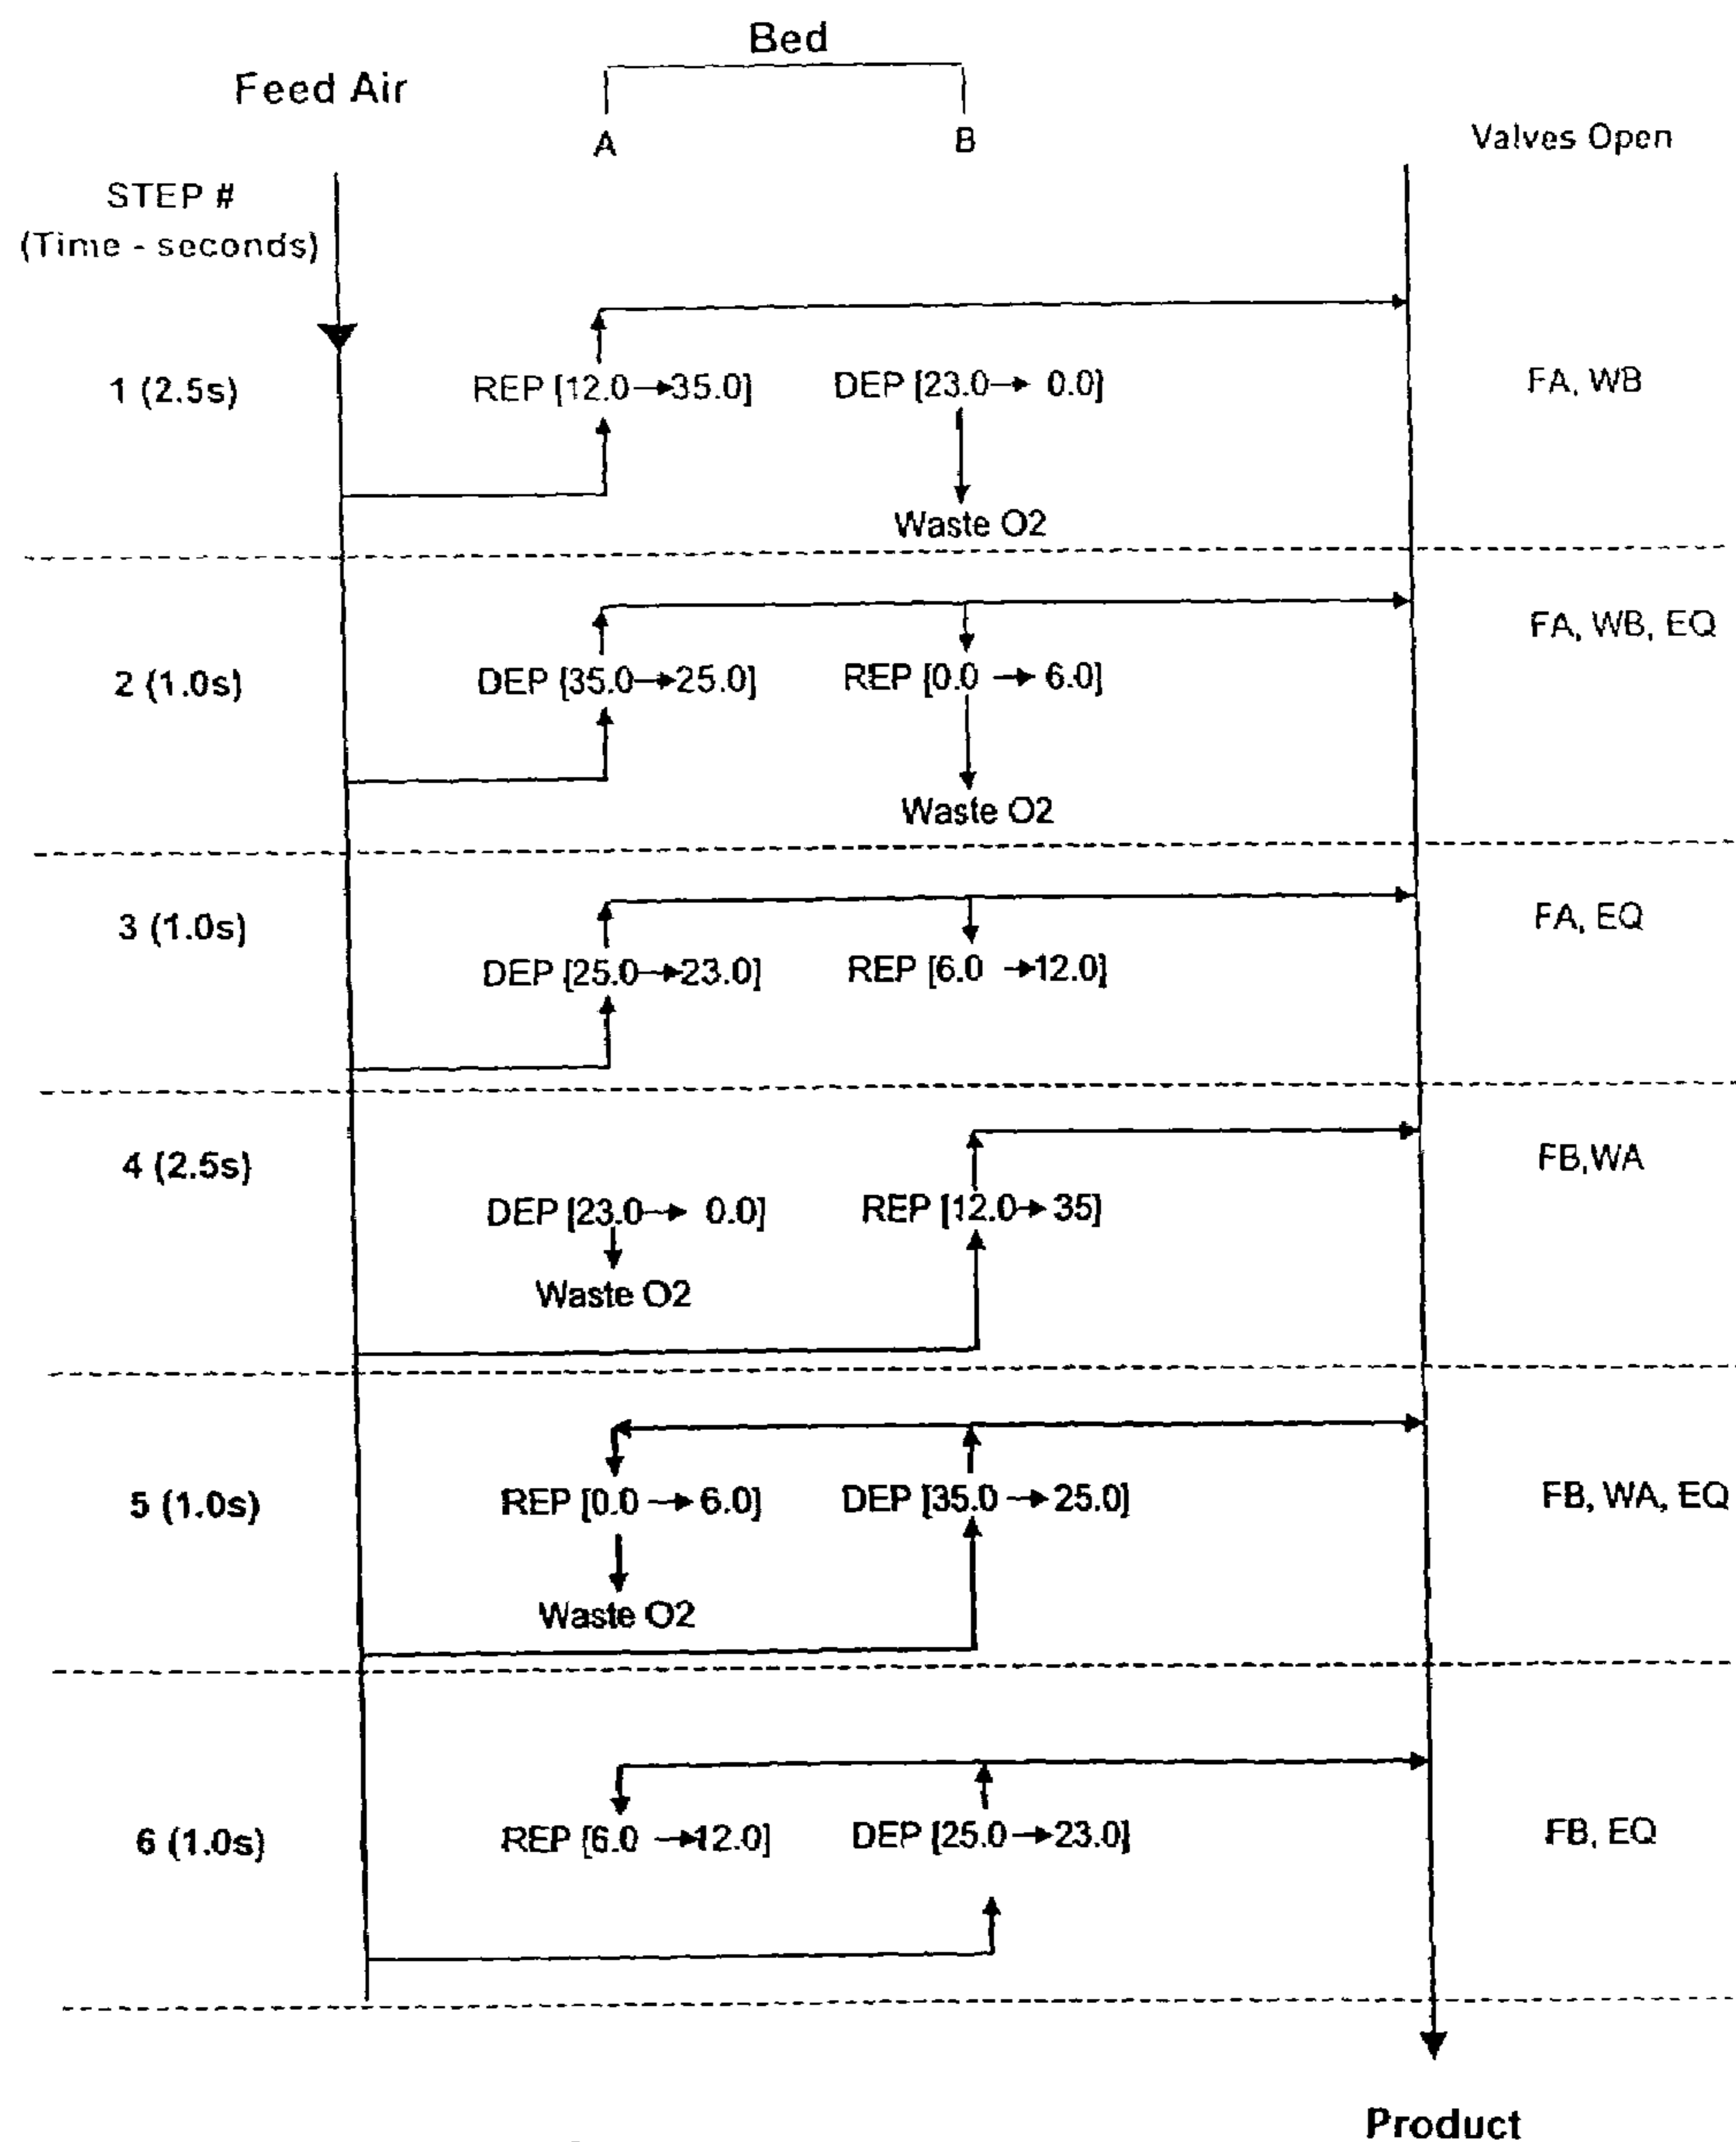 Bed
Feed Air
A B
Valves Open
STEP #
(Time - seconds)
1 (2.5s) REP [12.0→35.0] DEP [23.0→ 0.0] FA, WB
Waste O2
2 (1.0s) DEP [35.0→25.0] REP [0.0 → 6.0] FA, WB, EQ
Waste O2
3 (1.0s) DEP [25.0→23.0] REP [6.0 →12.0] FA, EQ
4 (2.5s) DEP [23.0→ 0.0] REP [12.0→ 35] FB,WA
Waste O2
5 (1.0s) REP [0.0 → 6.0] DEP [35.0 → 25.0] FB, WA, EQ
Waste O2
6 (1.0s) REP [6.0 →12.0] DEP [25.0→23.0] FB, EQ
Product